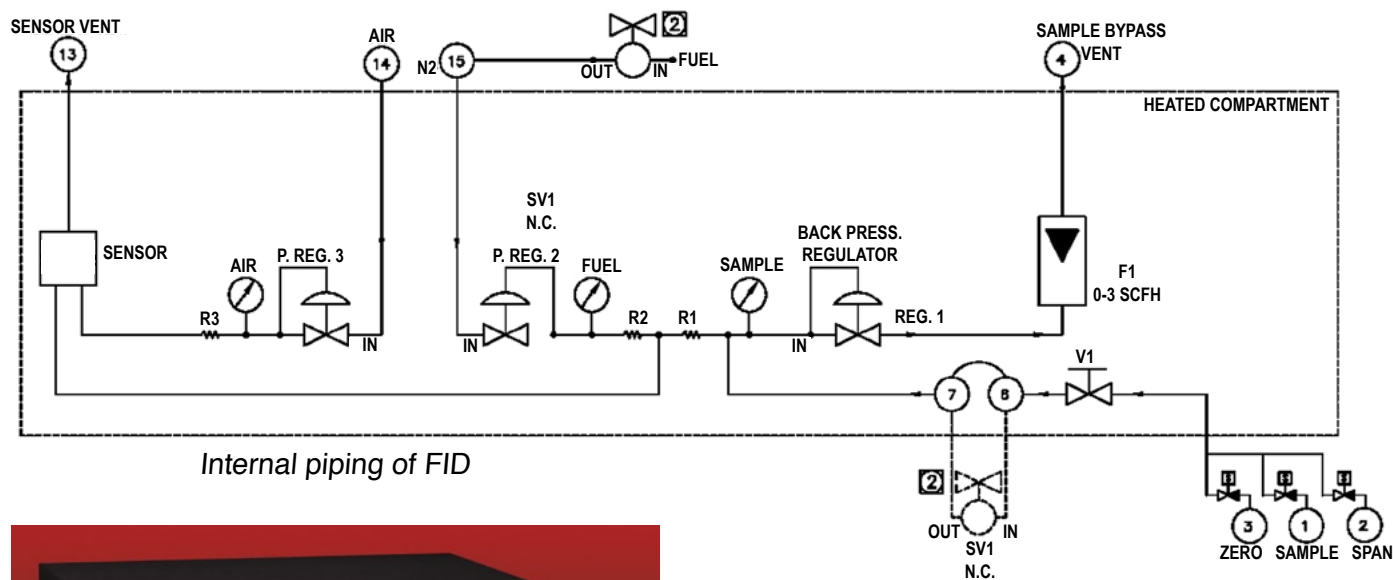 SENSOR VENT
13
AIR
14
N2
15
2
OUT
IN
FUEL
SAMPLE BYPASS
VENT
4
HEATED COMPARTMENT
SENSOR
AIR
P. REG. 3
R3
IN
SV1
N.C.
P. REG. 2
IN
FUEL
R2
R1
SAMPLE
BACK PRESS.
REGULATOR
IN
REG. 1
F1
0-3 SCFH
7
V1
Internal piping of FID
2
OUT
IN
SV1
N.C.
3
1
2
ZERO
SAMPLE
SPAN